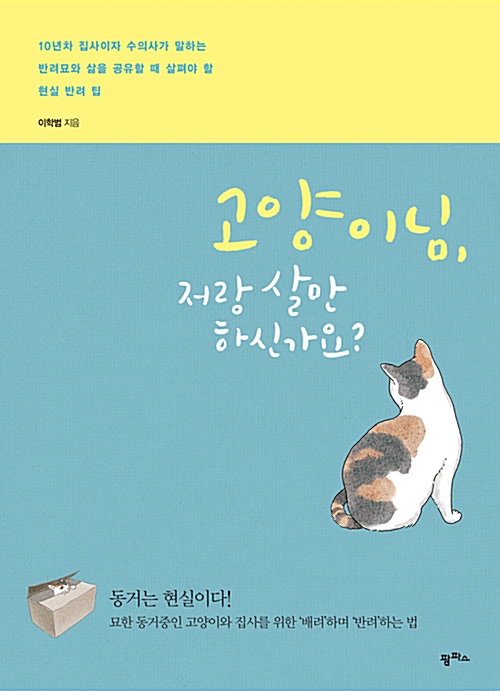 10년차 집사이자 수의사가 말하는
반려묘와 삶을 공유할 때 살펴야 할
현실 반려 팁
이학범 지음
고양이님,
저랑 살만
하신가요?
동거는 현실이다!
묘한 동거중인 고양이와 집사를 위한 '배려'하며 '반려'하는 법
팜파스